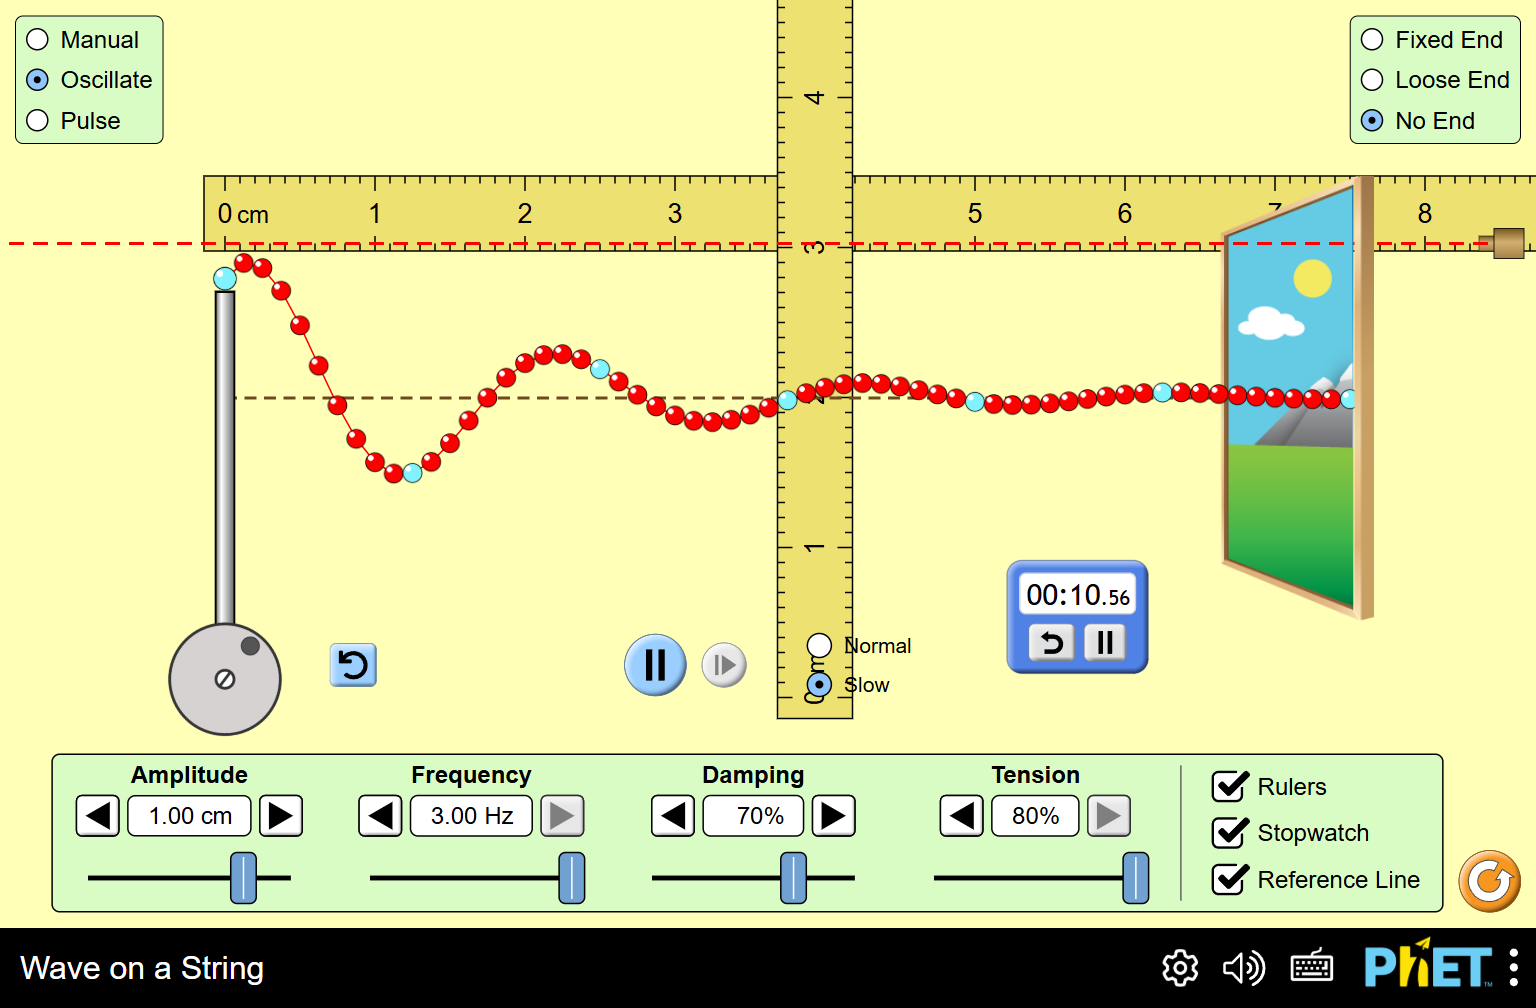 Manual
Oscillate
Pulse
Fixed End
Loose End
No End
4
0 cm 1 2 3 5 6 7 8
3
2
1
00:10.56
Normal
Slow
0 cm
Amplitude Frequency Damping Tension
1.00 cm 3.00 Hz 70% 80%
Rulers
Stopwatch
Reference Line
Wave on a String
PhET™